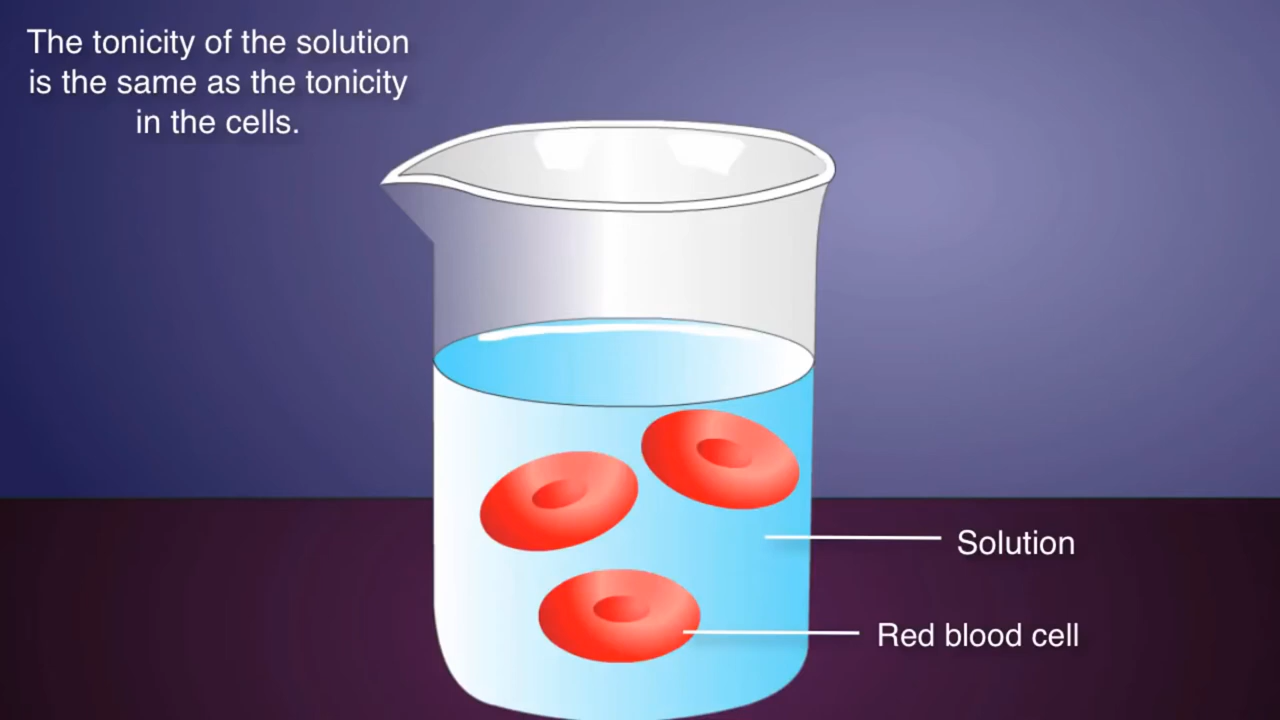 The tonicity of the solution
is the same as the tonicity
in the cells.
Solution
Red blood cell